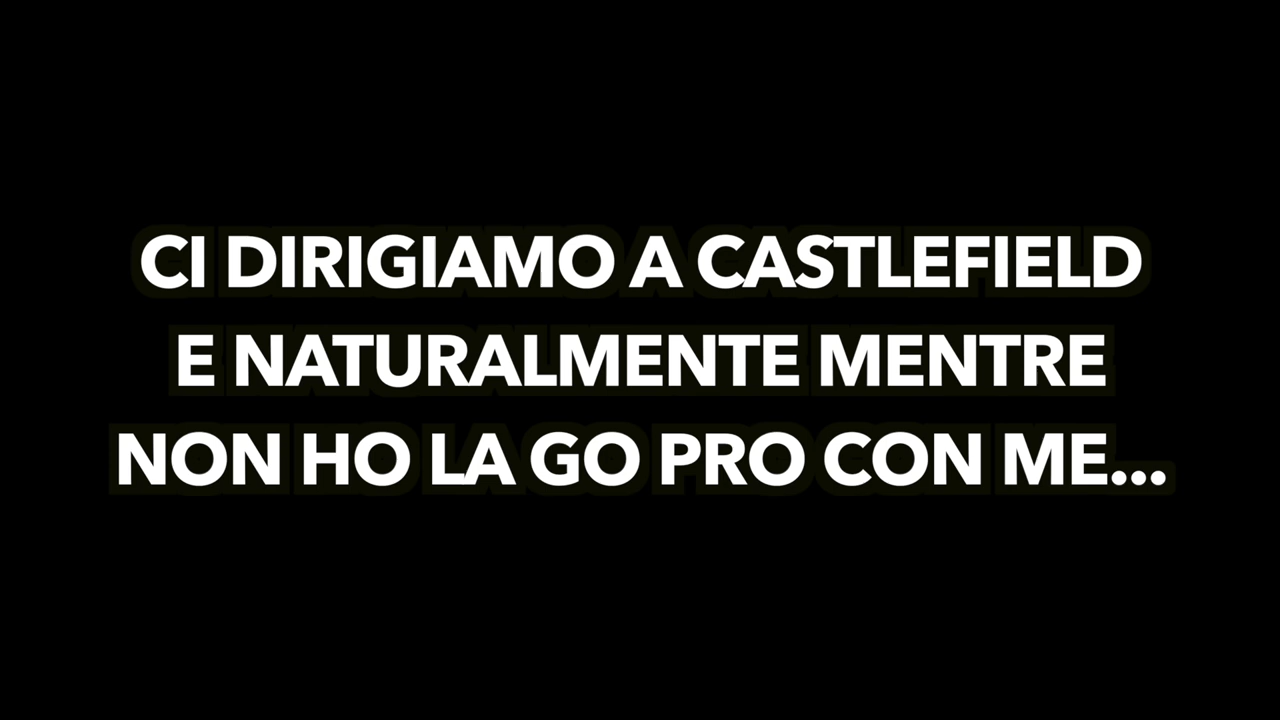 CI DIRIGIAMO A CASTLEFIELD
E NATURALMENTE MENTRE
NON HO LA GO PRO CON ME...